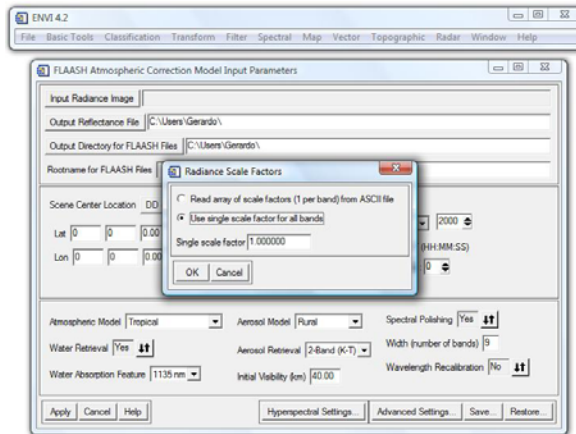 ENVI 4.2
File Basic Tools Classification Transform Filter Spectral Map Vector Topographic Radar Window Help
FLAASH Atmospheric Correction Model Input Parameters
Input Radiance Image
Output Reflectance File C:\Users\Gerardo\
Output Directory for FLAASH Files C:\Users\Gerardo\
Rootname for FLAASH Files
Radiance Scale Factors
Read array of scale factors (1 per band) from ASCII file
Use single scale factor for all bands
Single scale factor 1.000000
OK Cancel
Scene Center Location DD
2000
Lat 0 0 0.00
(HH:MM:SS)
Lon 0 0 0.00
0
Atmospheric Model Tropical Aerosol Model Rural Spectral Polishing Yes
Water Retrieval Yes Aerosol Retrieval 2-Band (K-T) Width (number of bands) 9
Water Absorption Feature 1135 nm Initial Visibility (km) 40.00 Wavelength Recalibration No
Apply Cancel Help Hyperspectral Settings... Advanced Settings... Save... Restore...